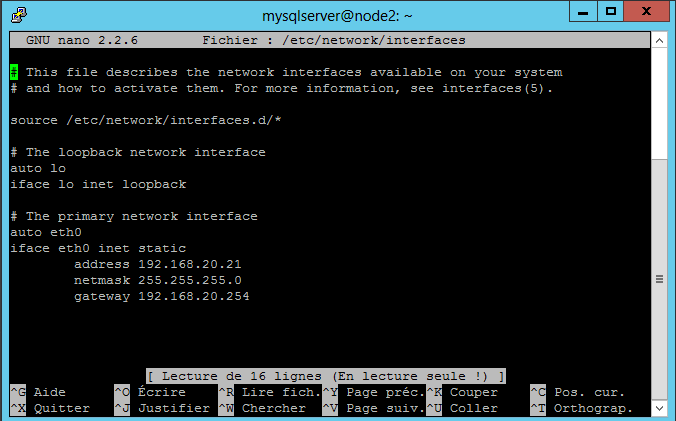 mysqlserver@node2: ~
GNU nano 2.2.6 Fichier : /etc/network/interfaces
# This file describes the network interfaces available on your system
# and how to activate them. For more information, see interfaces(5).
source /etc/network/interfaces.d/*
# The loopback network interface
auto lo
iface lo inet loopback
# The primary network interface
auto eth0
iface eth0 inet static
address 192.168.20.21
netmask 255.255.255.0
gateway 192.168.20.254
[ Lecture de 16 lignes (En lecture seule !) ]
^G Aide ^O Écrire ^R Lire fich. ^Y Page préc. ^K Couper ^C Pos. cur.
^X Quitter ^J Justifier ^W Chercher ^V Page suiv. ^U Coller ^T Orthograp.